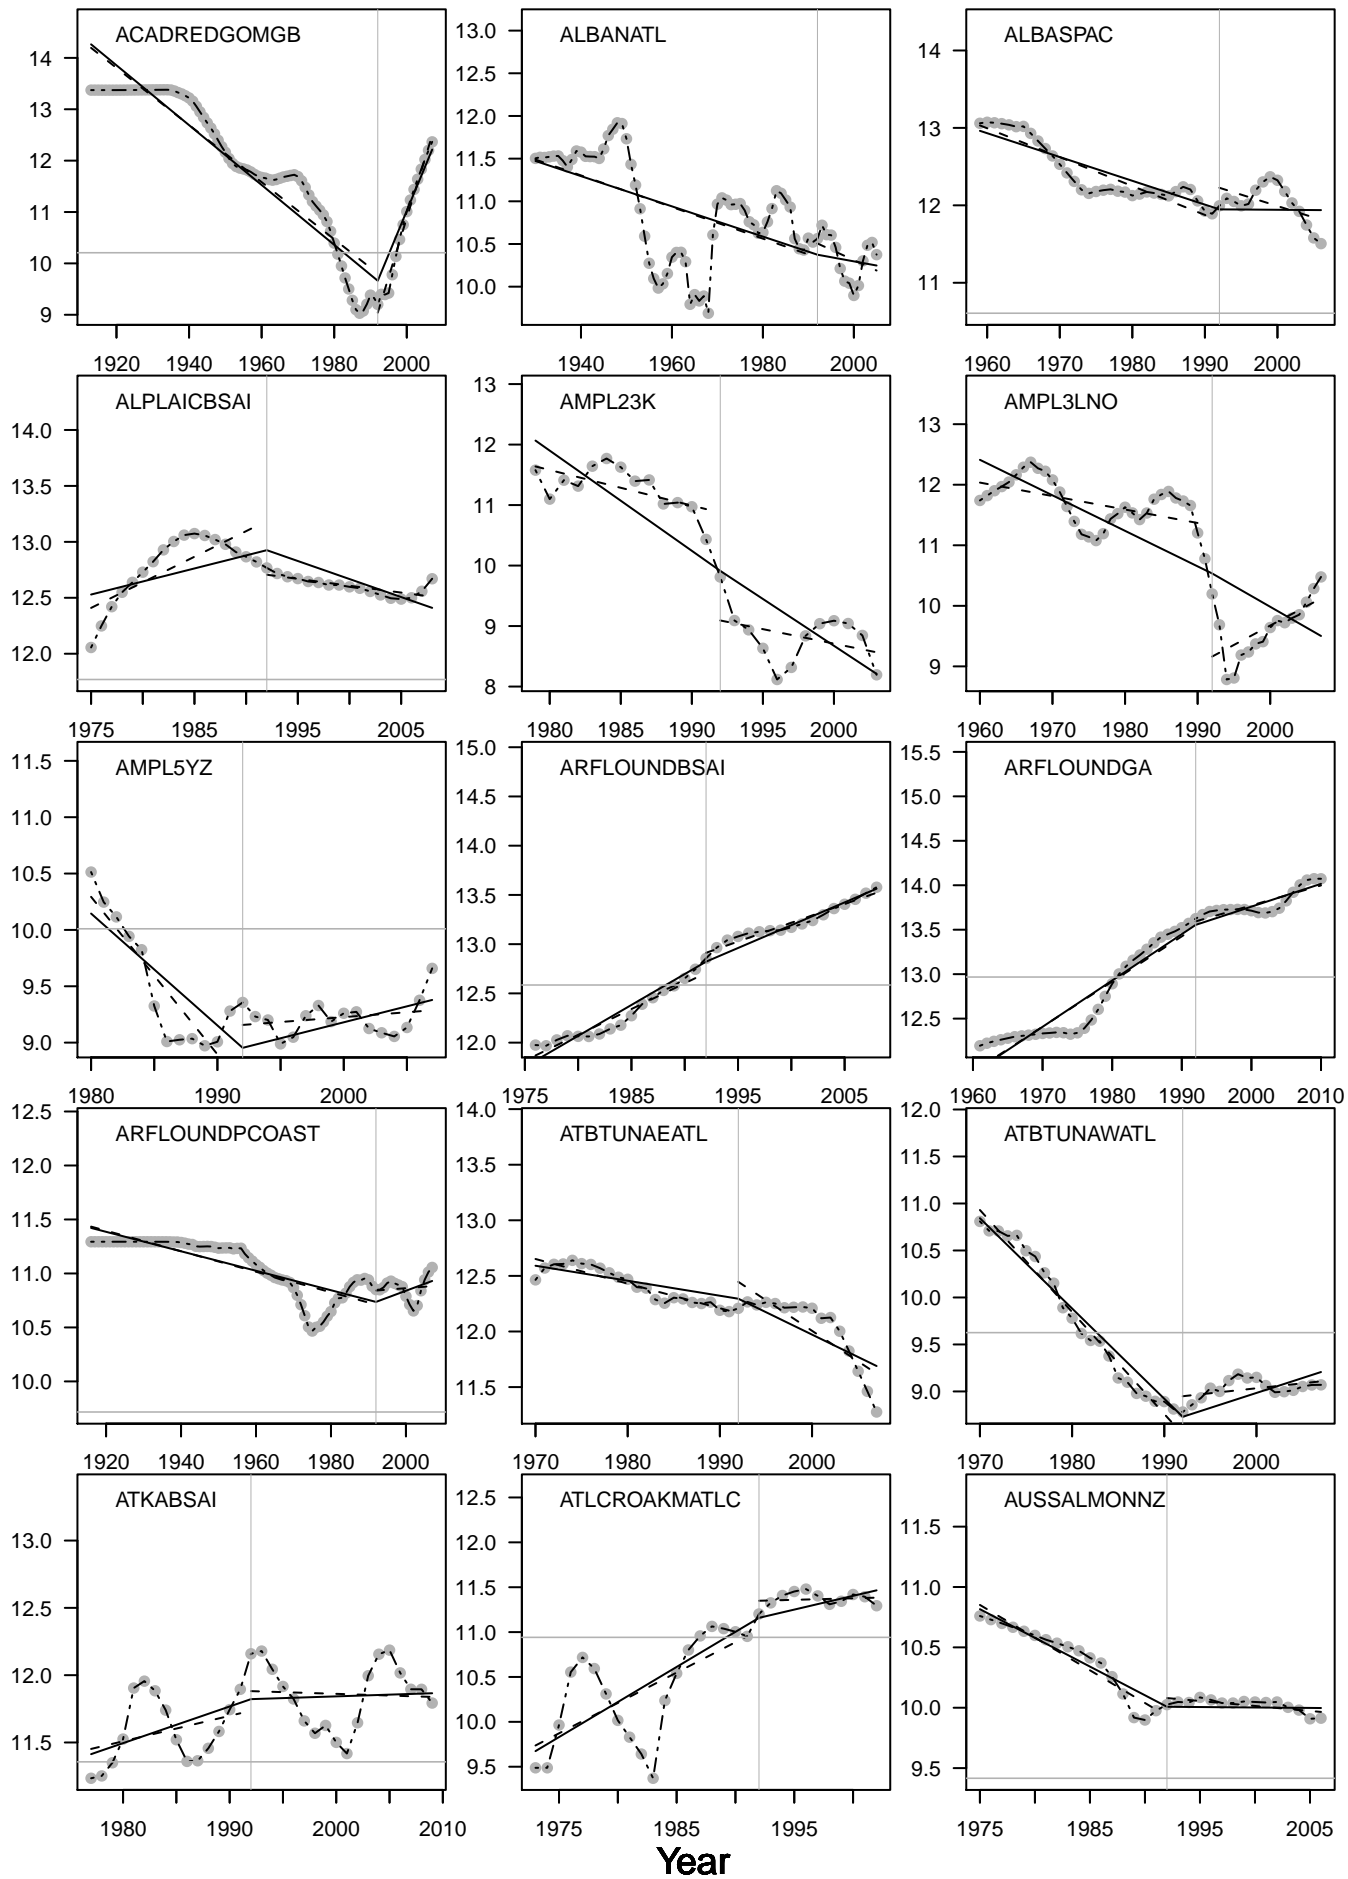 ACADREDGOMGB
14
13
12
11
10
9
1920 1940 1960 1980 2000
ALBANATL
13.0
12.5
12.0
11.5
11.0
10.5
10.0
1940 1960 1980 2000
ALBASPAC
14
13
12
11
1960 1970 1980 1990 2000
ALPLAICBSAI
14.0
13.5
13.0
12.5
12.0
1975 1985 1995 2005
AMPL23K
13
12
11
10
9
8
1980 1985 1990 1995 2000
AMPL3LNO
13
12
11
10
9
1960 1970 1980 1990 2000
AMPL5YZ
11.5
11.0
10.5
10.0
9.5
9.0
1980 1990 2000
ARFLOUNDBSAI
15.0
14.5
14.0
13.5
13.0
12.5
12.0
1975 1985 1995 2005
ARFLOUNDGA
15.5
15.0
14.5
14.0
13.5
13.0
12.5
1960 1970 1980 1990 2000 2010
ARFLOUNDPCOAST
12.5
12.0
11.5
11.0
10.5
10.0
1920 1940 1960 1980 2000
ATBTUNAEATL
14.0
13.5
13.0
12.5
12.0
11.5
1970 1980 1990 2000
ATBTUNAWATL
12.0
11.5
11.0
10.5
10.0
9.5
9.0
1970 1980 1990 2000
ATKABSAI
13.0
12.5
12.0
11.5
1980 1990 2000 2010
ATLCROAKMATLC
12.5
12.0
11.5
11.0
10.5
10.0
9.5
1975 1985 1995
AUSSALMONNZ
11.5
11.0
10.5
10.0
9.5
1975 1985 1995 2005
Year